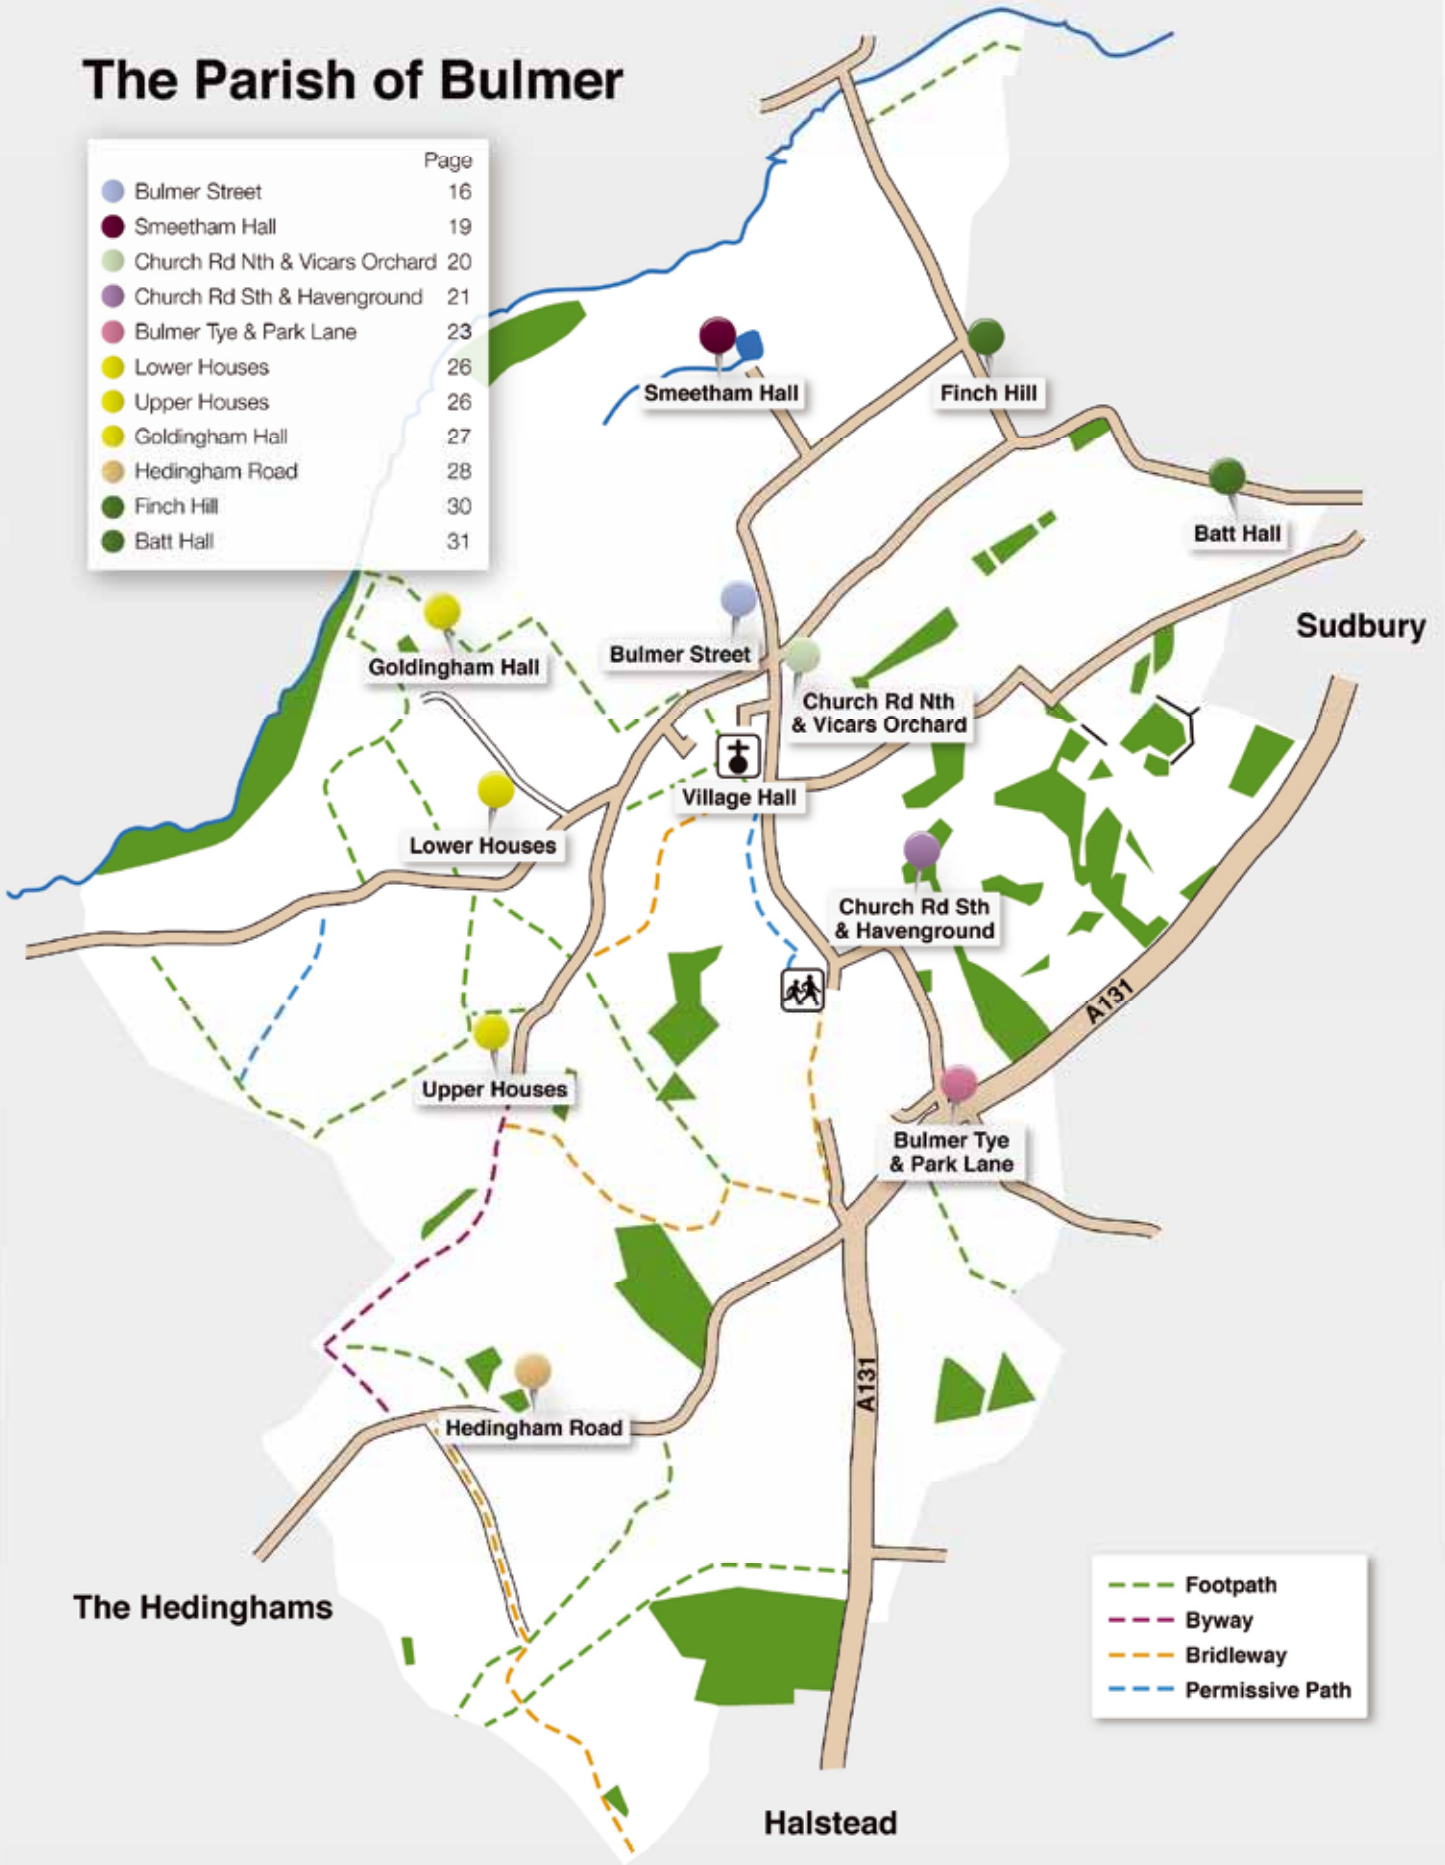 The Parish of Bulmer
Page
Bulmer Street 16
Smeetham Hall 19
Church Rd Nth & Vicars Orchard 20
Church Rd Sth & Havenground 21
Bulmer Tye & Park Lane 23
Lower Houses 26
Upper Houses 26
Goldingham Hall 27
Hedingham Road 28
Finch Hill 30
Batt Hall 31
Smeetham Hall
Finch Hill
Batt Hall
Sudbury
Goldingham Hall
Bulmer Street
Church Rd Nth
& Vicars Orchard
Village Hall
Lower Houses
Church Rd Sth
& Havenground
A131
Upper Houses
Bulmer Tye
& Park Lane
A131
Hedingham Road
The Hedinghams
Footpath
Byway
Bridleway
Permissive Path
Halstead